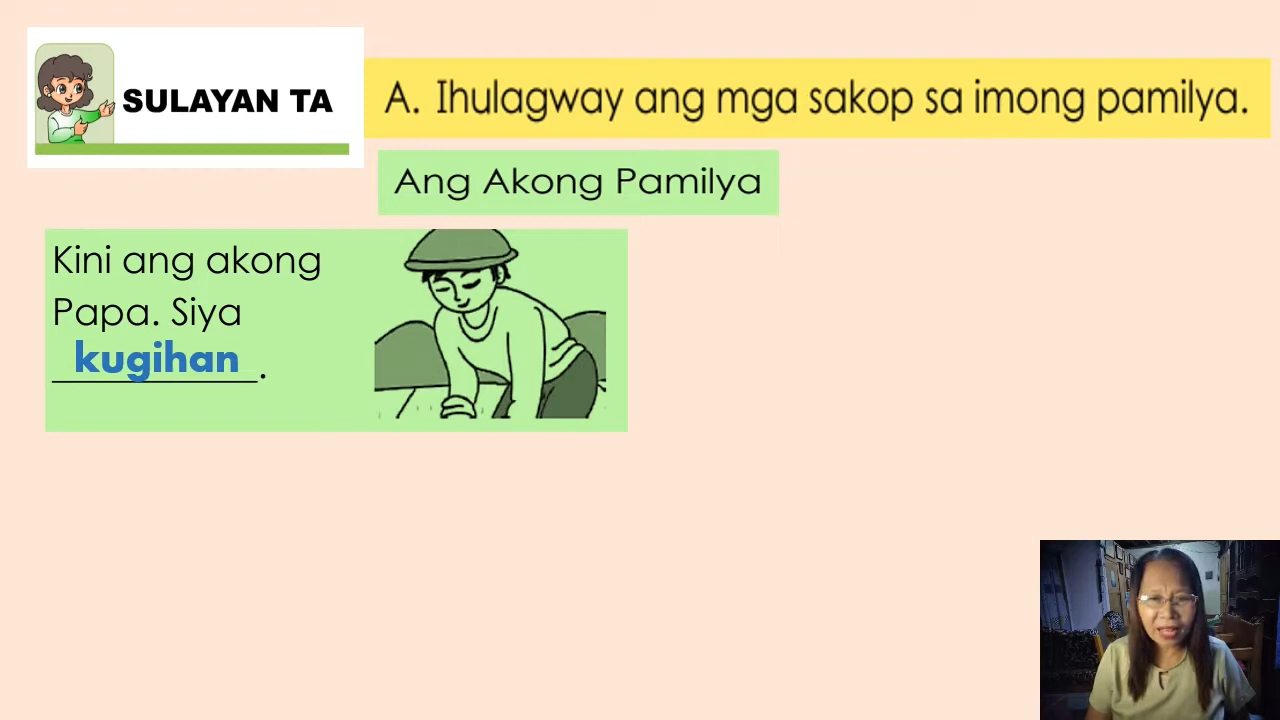 SULAYAN TA
A. Ihulagway ang mga sakop sa imong pamilya.
Ang Akong Pamilya
Kini ang akong
Papa. Siya
kugihan.